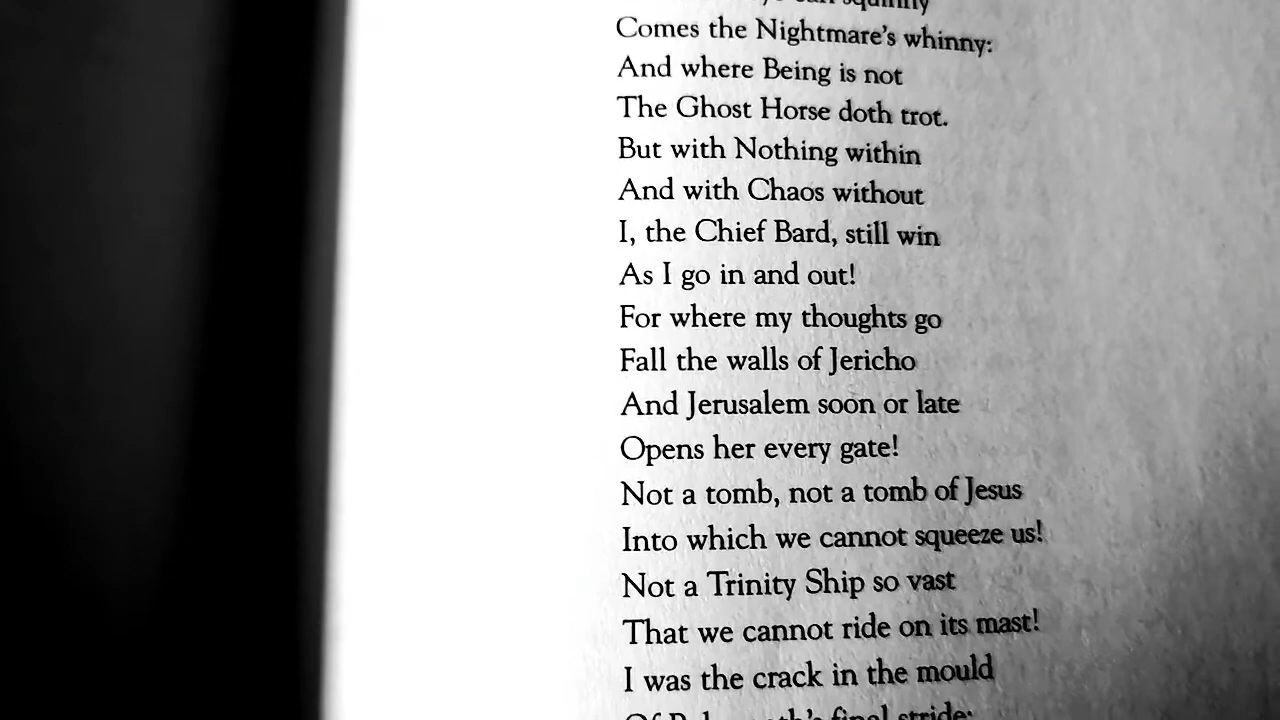 squinny
Comes the Nightmare's whinny:
And where Being is not
The Ghost Horse doth trot.
But with Nothing within
And with Chaos without
I, the Chief Bard, still win
As I go in and out!
For where my thoughts go
Fall the walls of Jericho
And Jerusalem soon or late
Opens her every gate!
Not a tomb, not a tomb of Jesus
Into which we cannot squeeze us!
Not a Trinity Ship so vast
That we cannot ride on its mast!
I was the crack in the mould
final stride: